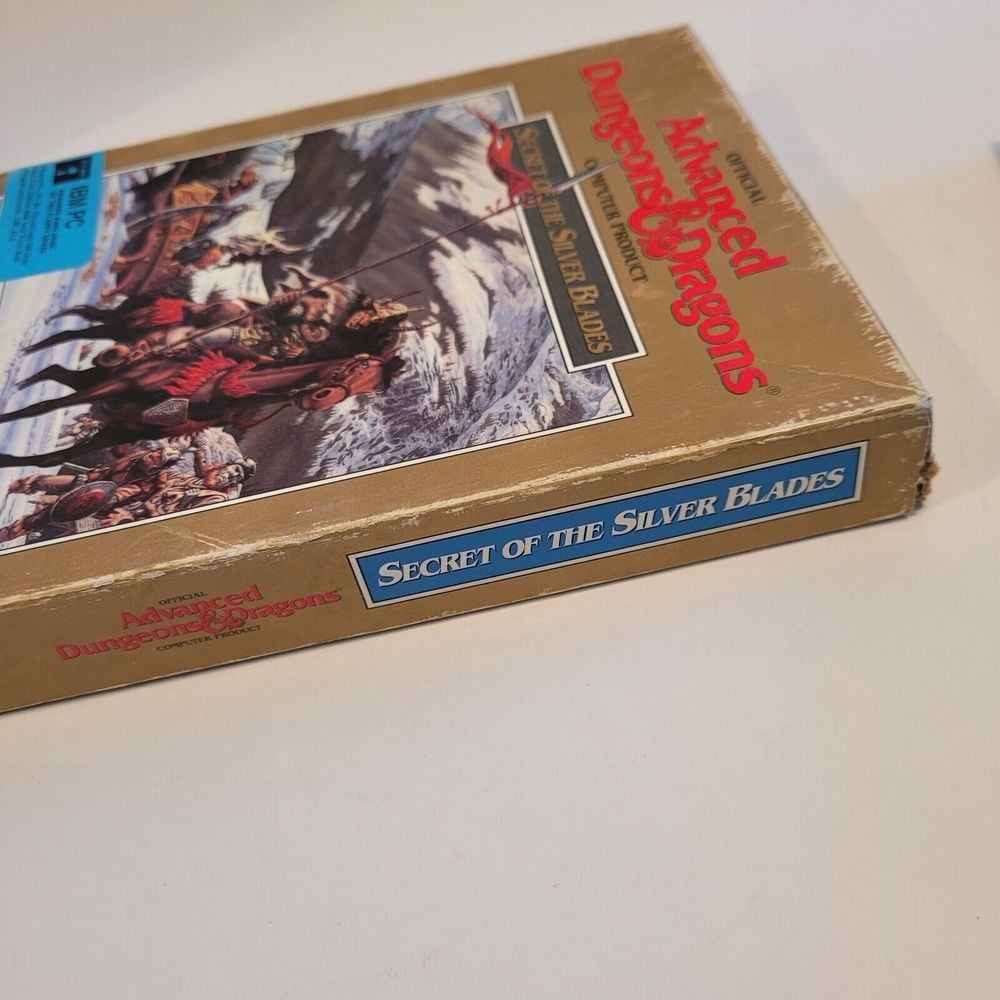 OFFICIAL
Advanced
Dungeons & Dragons®
COMPUTER PRODUCT
SECRET OF THE SILVER BLADES
IBM PC
SECRET OF THE SILVER BLADES
OFFICIAL
Advanced
Dungeons & Dragons
COMPUTER PRODUCT